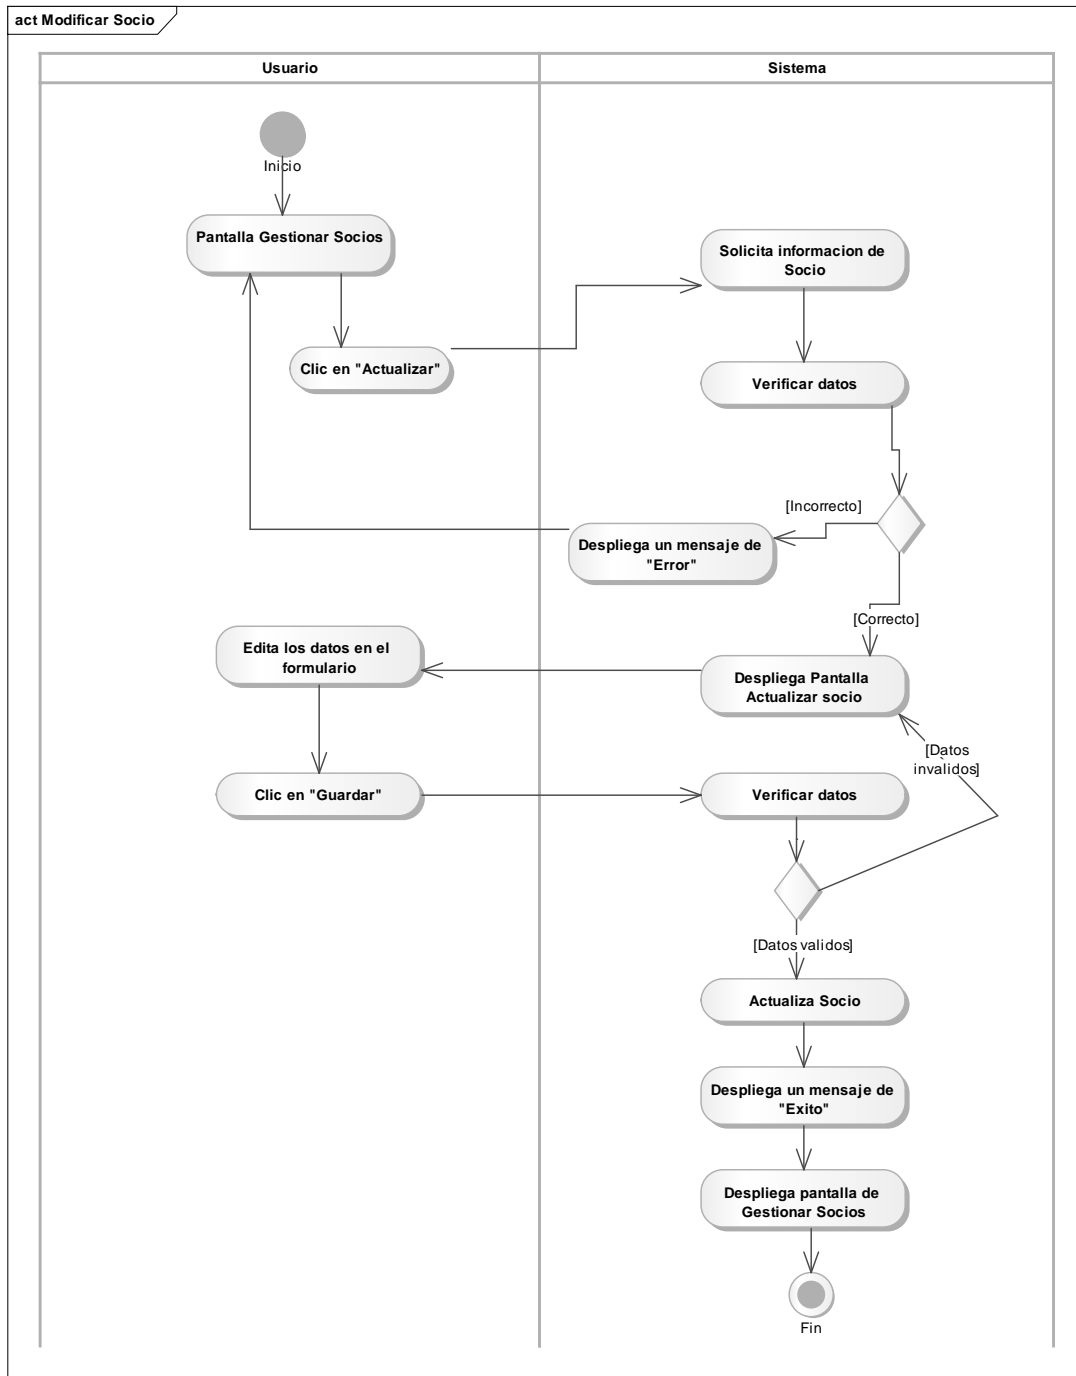 act Modificar Socio
Usuario
Sistema
Inicio
Pantalla Gestionar Socios
Solicita informacion de
Socio
Clic en "Actualizar"
Verificar datos
[Incorrecto]
Despliega un mensaje de
"Error"
[Correcto]
Edita los datos en el
formulario
Despliega Pantalla
Actualizar socio
[Datos
invalidos]
Clic en "Guardar"
Verificar datos
[Datos validos]
Actualiza Socio
Despliega un mensaje de
"Exito"
Despliega pantalla de
Gestionar Socios
Fin